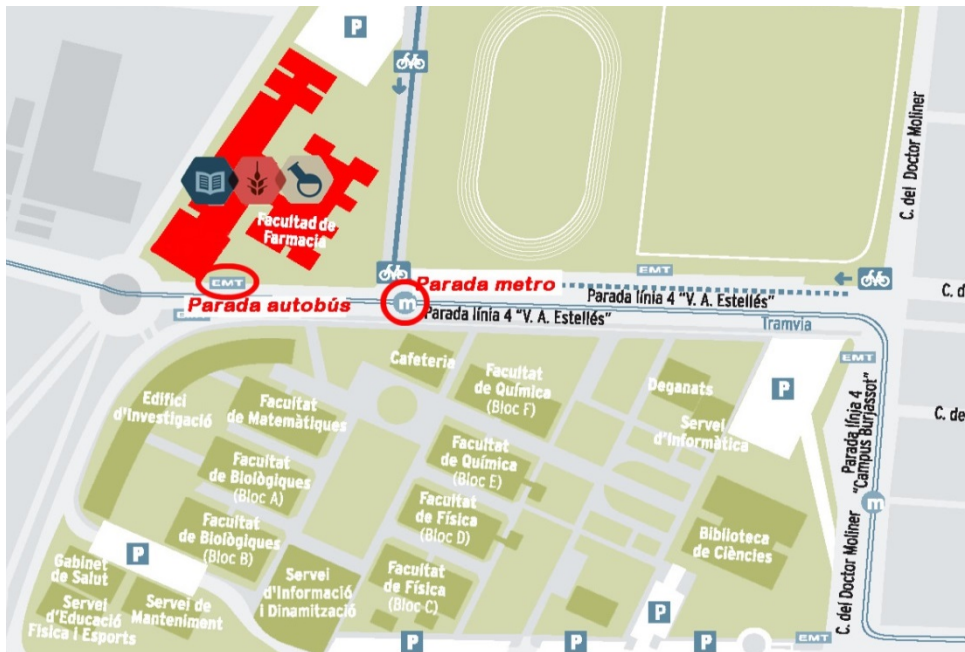 P
C. del Doctor Moliner
Facultad de
Farmacia
EMT
Parada autobús
Parada metro
m
EMT
Parada línia 4 "V. A. Estellés"
Parada línia 4 "V. A. Estellés"
Tramvia
EMT
C. d
EMT
Cafeteria
Facultat
de Química
(Bloc F)
Deganats
P
Edifici
d'Investigació
Facultat
de Matemàtiques
Servei
d'Informàtica
Parada línia 4
"Campus Burjassot"
C. de
Facultat
de Biològiques
(Bloc A)
Facultat
de Química
(Bloc E)
m
Facultat
de Biològiques
(Bloc B)
Facultat
de Física
(Bloc D)
Biblioteca
de Ciències
P
Gabinet
de Salut
Servei
d'Educació
Física i Esports
Servei de
Manteniment
Servei
d'Informació
i Dinamització
Facultat
de Física
(Bloc C)
C. del Doctor Moliner
P
P
P
P
EMT